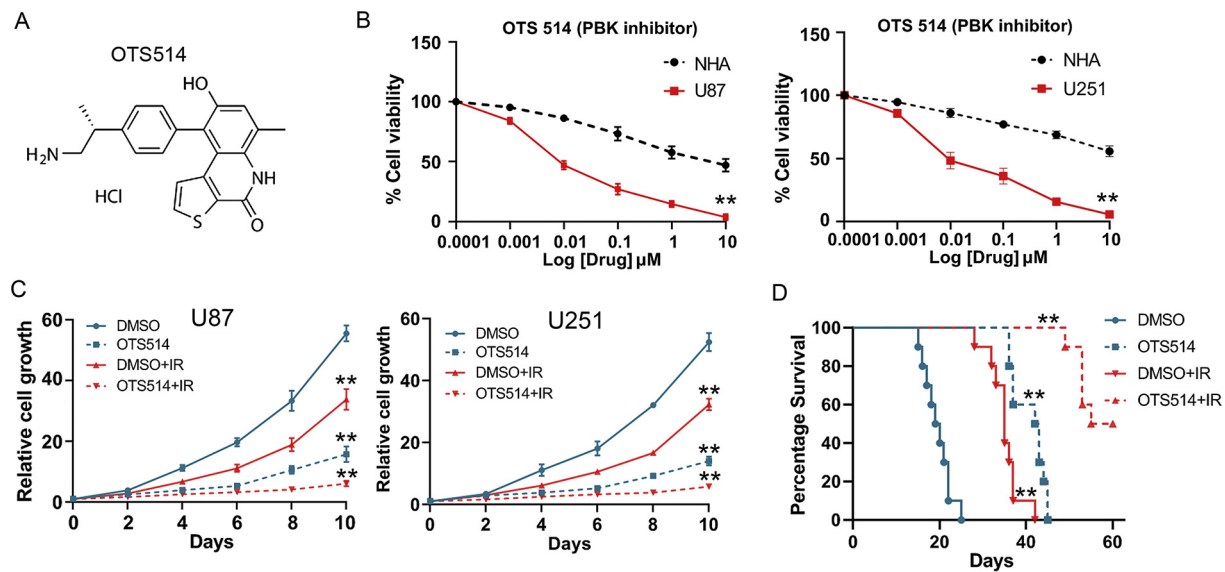 A
OTS514
HO
H₂N
HCl
NH
S
O
B
OTS 514 (PBK inhibitor)
150
100
50
0
% Cell viability
NHA
U87
**
0.0001 0.001 0.01 0.1 1 10
Log [Drug] µM
OTS 514 (PBK inhibitor)
150
100
50
0
% Cell viability
NHA
U251
**
0.0001 0.001 0.01 0.1 1 10
Log [Drug] µM
C
U87
60
40
20
0
Relative cell growth
DMSO
OTS514
DMSO+IR
OTS514+IR
**
**
**
0 2 4 6 8 10
Days
U251
60
40
20
0
Relative cell growth
DMSO
OTS514
DMSO+IR
OTS514+IR
**
**
**
0 2 4 6 8 10
Days
D
100
80
60
40
20
0
Percentage Survival
**
**
**
DMSO
OTS514
DMSO+IR
OTS514+IR
0 20 40 60
Days